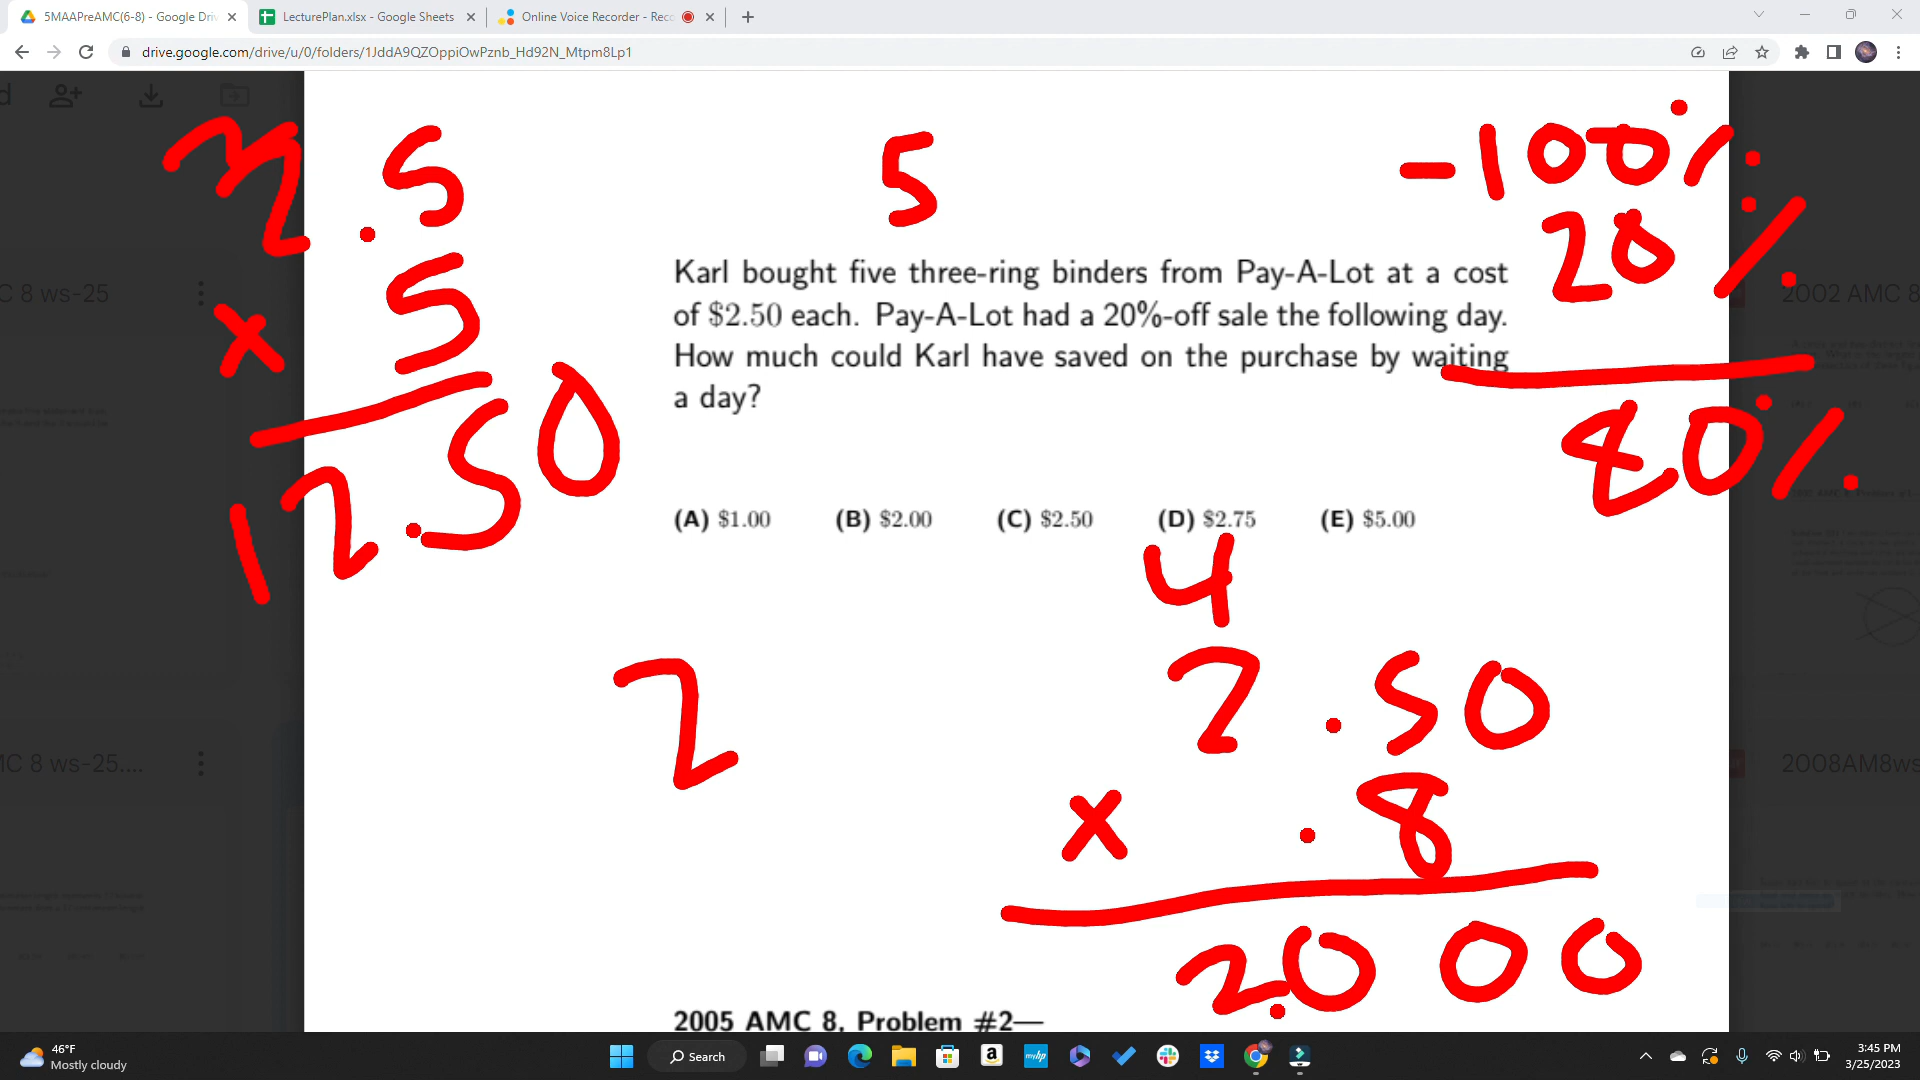 5MAAPreAMC(6-8) - Google Dri
LecturePlan.xlsx - Google Sheets
Online Voice Recorder - Rec
drive.google.com/drive/u/0/folders/1JddA9QZOppiOwPznb_Hd92N_Mtpm8Lp1
2.5
× 5
12.50
5
-100%
20%
80%
C 8 ws-25
2002 AMC 8
Karl bought five three-ring binders from Pay-A-Lot at a cost
of $2.50 each. Pay-A-Lot had a 20%-off sale the following day.
How much could Karl have saved on the purchase by waiting
a day?
(A) $1.00 (B) $2.00 (C) $2.50 (D) $2.75 (E) $5.00
4
2
2.50
× .8
2.000
IC 8 ws-25....
2008AM8ws
2005 AMC 8, Problem #2—
46°F
Mostly cloudy
Search
a
myhp
3:45 PM
3/25/2023